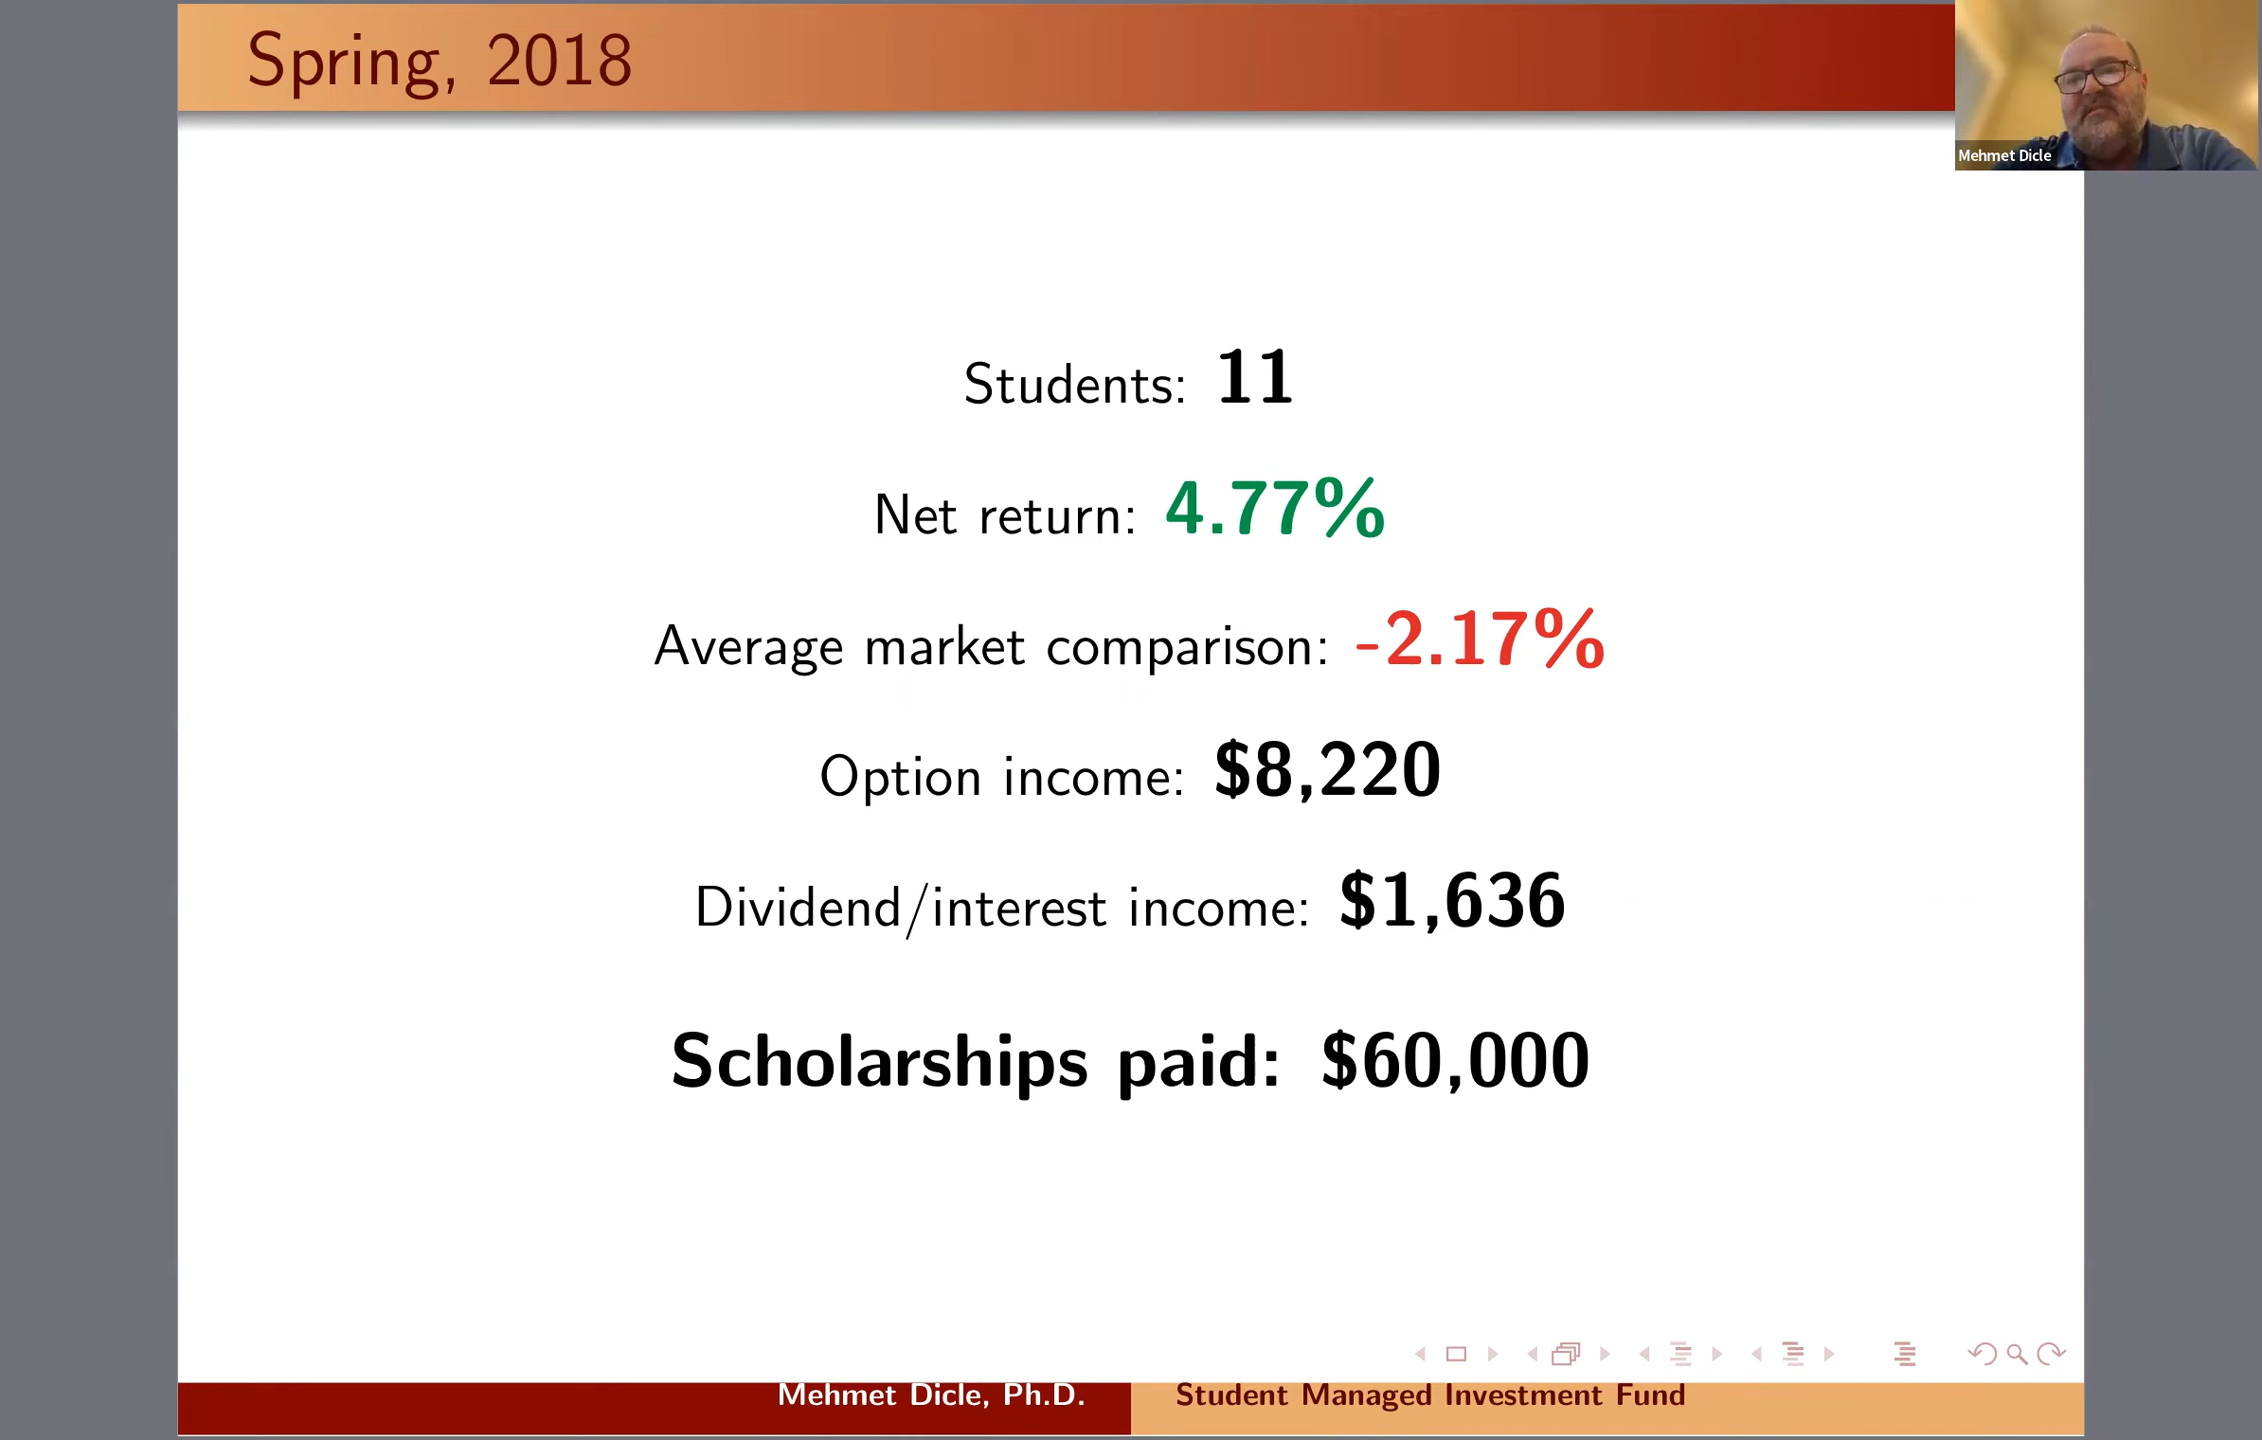 Spring, 2018
Mehmet Dicle
Students: 11
Net return: 4.77%
Average market comparison: -2.17%
Option income: $8,220
Dividend/interest income: $1,636
Scholarships paid: $60,000
Mehmet Dicle, Ph.D.
Student Managed Investment Fund